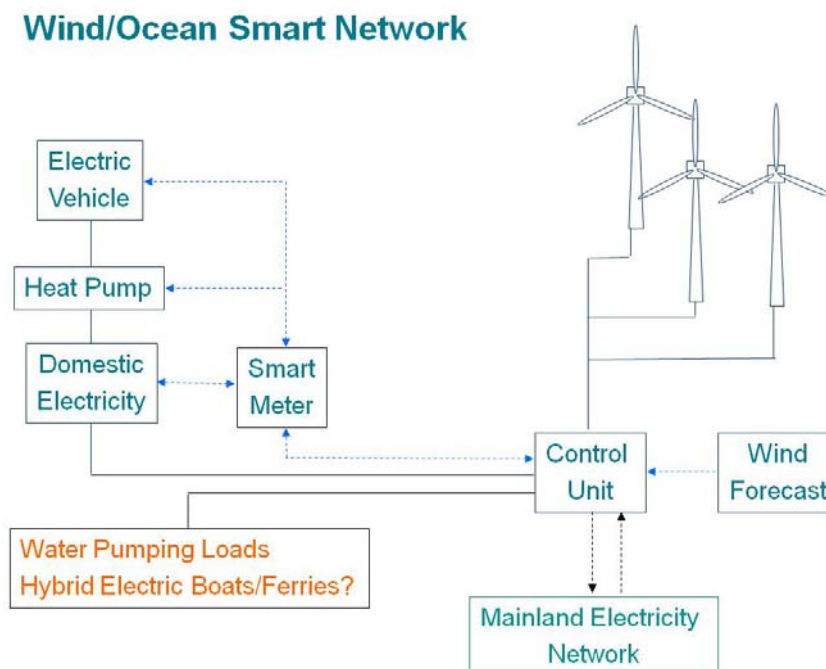 Wind/Ocean Smart Network
Electric
Vehicle
Heat Pump
Domestic
Electricity
Smart
Meter
Control
Unit
Wind
Forecast
Water Pumping Loads
Hybrid Electric Boats/Ferries?
Mainland Electricity
Network